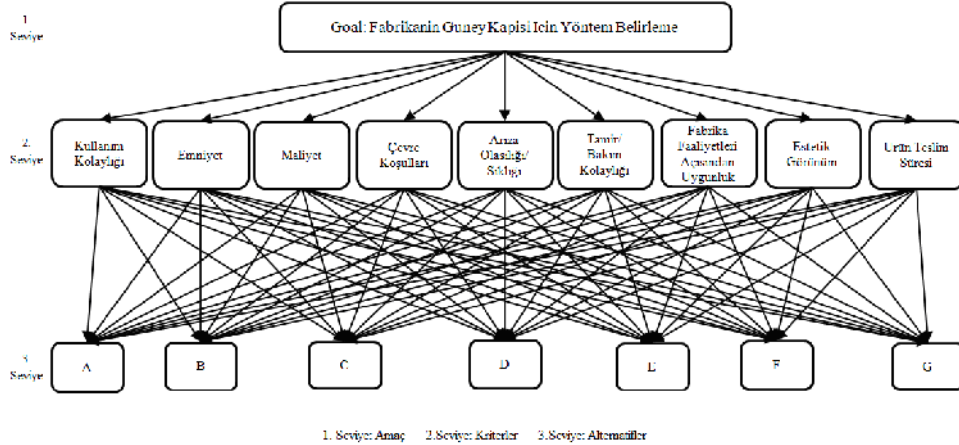 1.
Seviye
Goal: Fabrikanin Guney Kapisi Icin Yöntem Belirleme
2.
Seviye
Kullanım
Kolaylığı
Emniyet
Maliyet
Çevre
Koşulları
Arıza
Olasılığı/
Sıklığı
Tamir/
Bakım
Kolaylığı
Fabrika
Faaliyetleri
Açısından
Uygunluk
Estetik
Görünüm
Ürün Teslim
Süresi
3.
Seviye
A
B
C
D
E
F
G
1. Seviye: Amaç 2.Seviye: Kriterler 3.Seviye: Alternatifler